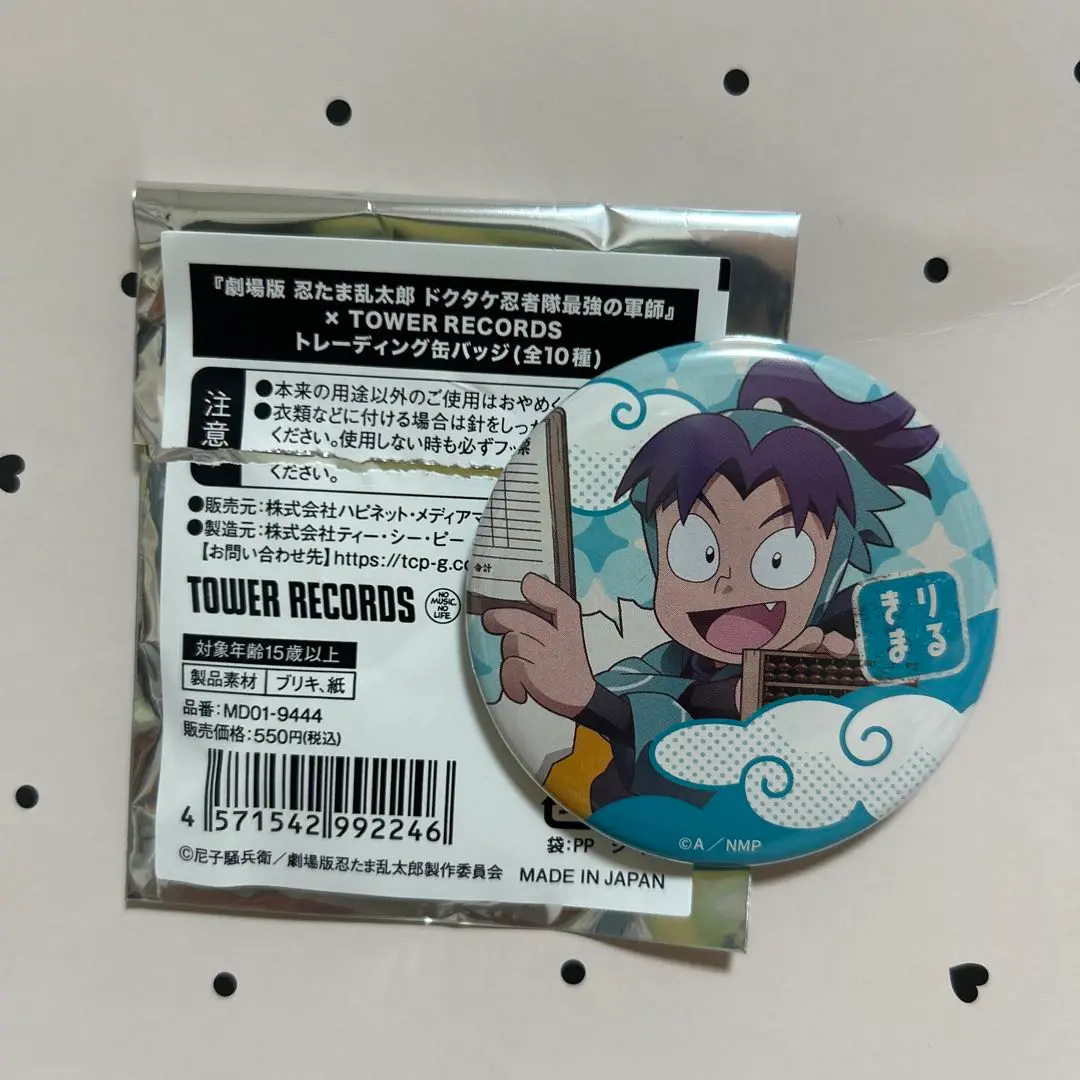 『劇場版 忍たま乱太郎 ドクタケ忍者隊最強の軍師』
× TOWER RECORDS
トレーディング缶バッジ(全10種)
注意
●本来の用途以外のご使用はおやめ
●衣類などに付ける場合は針をしっ
ください。使用しない時も必ずフッ
ください。
●販売元:株式会社ハピネット・メディアマ
●製造元:株式会社ティー・シー・ピー
【お問い合わせ先】https://tcp-g.co
TOWER RECORDS
NO MUSIC. NO LIFE.
対象年齢15歳以上
製品素材 ブリキ、紙
品番:MD01-9444
販売価格:550円(税込)
4 571542 992246
袋:PP
©尼子騒兵衛/劇場版忍たま乱太郎製作委員会 MADE IN JAPAN
合計
きり
まる
©A/NMP